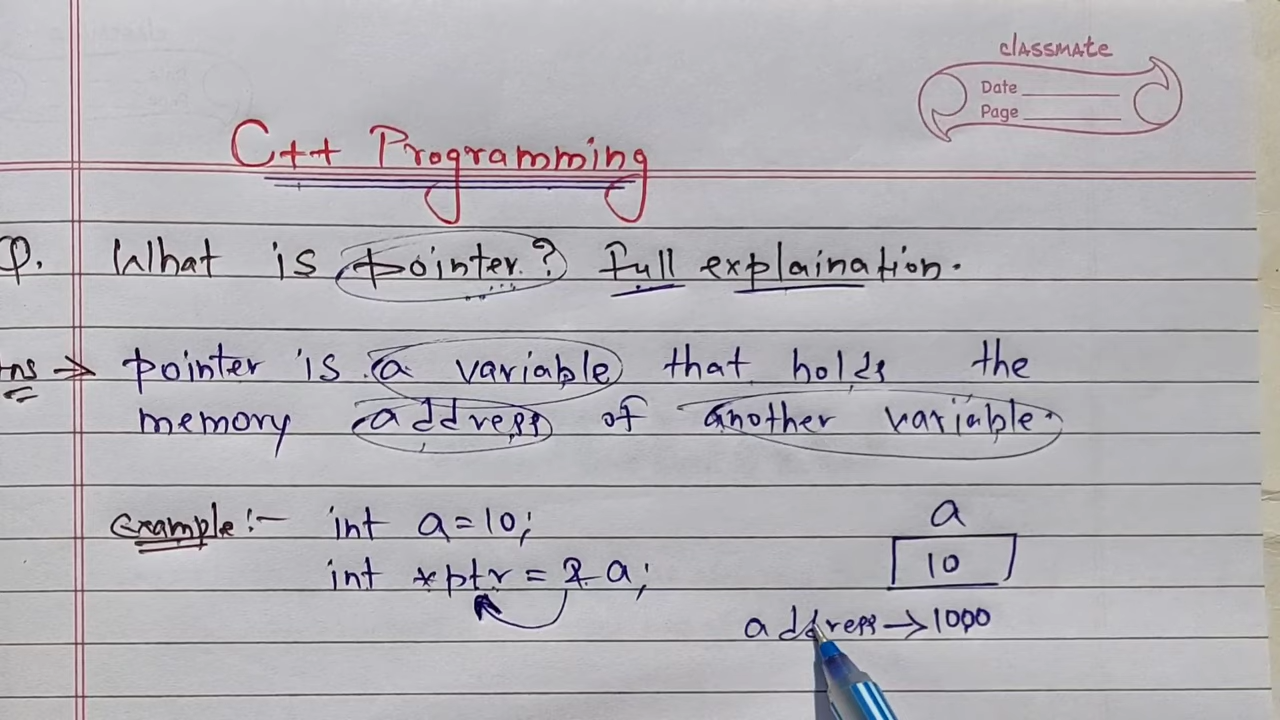 classmate
Date
Page
C++ Programming
Q. What is pointer? Full explaination.
Ans → pointer is a variable that holds the
memory address of another variable.
Example :- int a = 10;
int *ptr = & a;
a
10
address → 1000